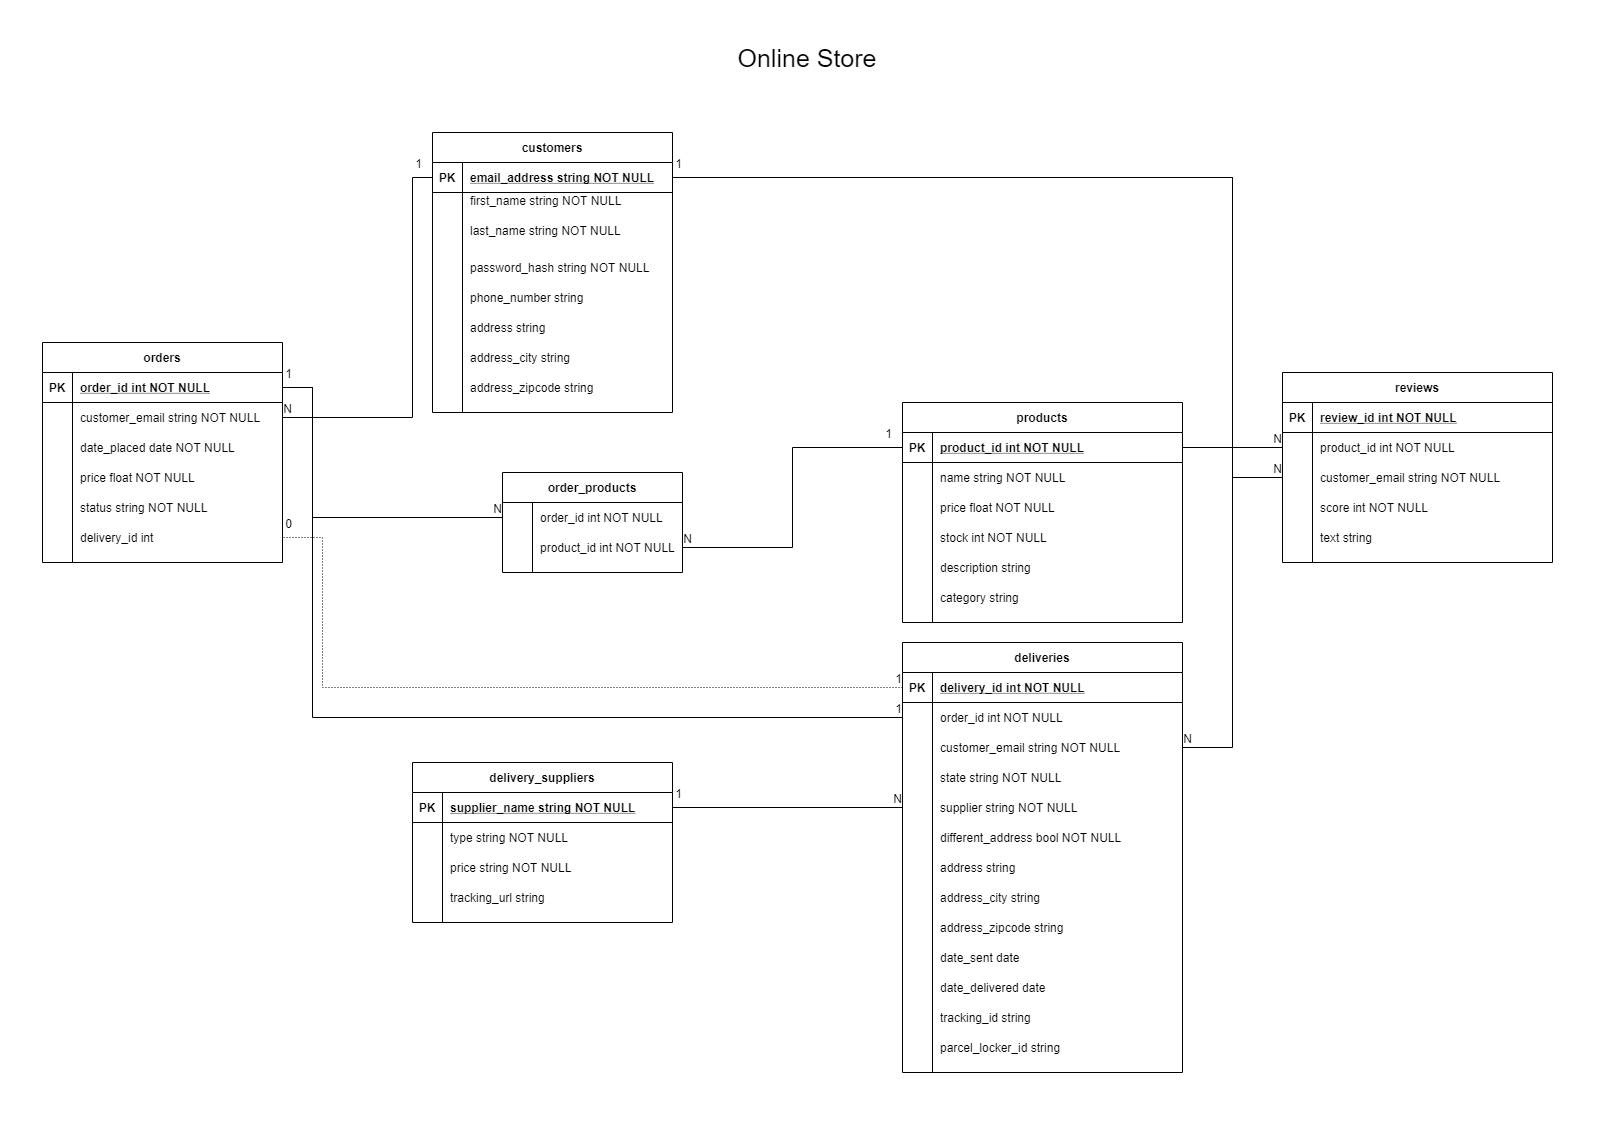 Online Store
customers
1
1
PK
email_address string NOT NULL
first_name string NOT NULL
last_name string NOT NULL
password_hash string NOT NULL
phone_number string
address string
address_city string
address_zipcode string
orders
1
PK
order_id int NOT NULL
N
customer_email string NOT NULL
date_placed date NOT NULL
price float NOT NULL
status string NOT NULL
0
delivery_id int
order_products
N
order_id int NOT NULL
product_id int NOT NULL
N
products
1
PK
product_id int NOT NULL
name string NOT NULL
price float NOT NULL
stock int NOT NULL
description string
category string
reviews
PK
review_id int NOT NULL
N
product_id int NOT NULL
N
customer_email string NOT NULL
score int NOT NULL
text string
deliveries
1
PK
delivery_id int NOT NULL
1
order_id int NOT NULL
customer_email string NOT NULL
N
state string NOT NULL
N
supplier string NOT NULL
different_address bool NOT NULL
address string
address_city string
address_zipcode string
date_sent date
date_delivered date
tracking_id string
parcel_locker_id string
delivery_suppliers
1
PK
supplier_name string NOT NULL
type string NOT NULL
price string NOT NULL
tracking_url string